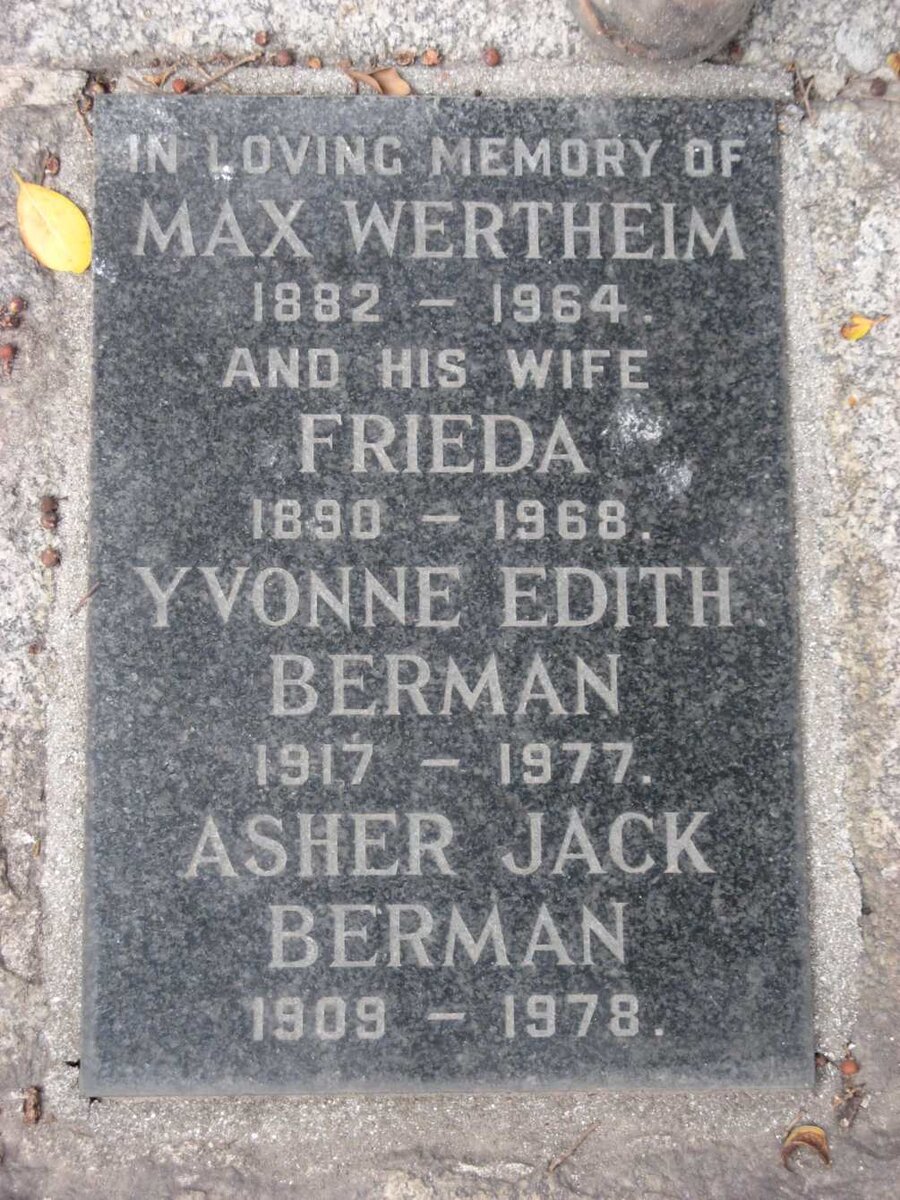 IN LOVING MEMORY OF
MAX WERTHEIM
1882 – 1964.
AND HIS WIFE
FRIEDA
1890 – 1968.
YVONNE EDITH
BERMAN
1917 – 1977.
ASHER JACK
BERMAN
1909 – 1978.